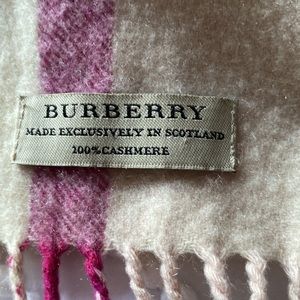 BURBERRY
MADE EXCLUSIVELY IN SCOTLAND
100% CASHMERE